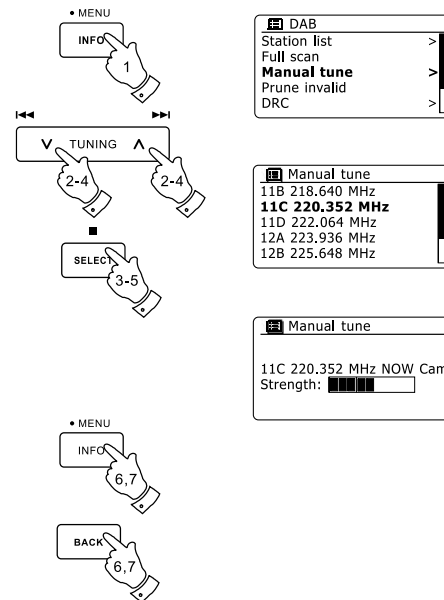 • MENU
INFO
1
TUNING
2-4
2-4
SELECT
3-5
• MENU
INFO
6,7
BACK
6,7
DAB
Station list >
Full scan
Manual tune >
Prune invalid
DRC >
Manual tune
11B 218.640 MHz
11C 220.352 MHz
11D 222.064 MHz
12A 223.936 MHz
12B 225.648 MHz
Manual tune
11C 220.352 MHz NOW Cam
Strength: